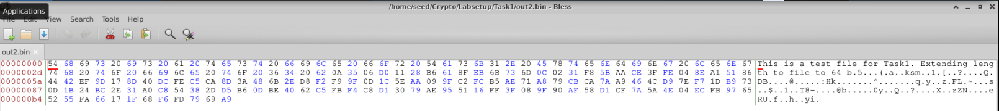 /home/seed/Crypto/Labsetup/Task1/out2.bin - Bless
Applications
File Edit View Search Tools Help
out2.bin ×
00000000 54 68 69 73 20 69 73 20 61 20 74 65 73 74 20 66 69 6C 65 20 66 6F 72 20 54 61 73 6B 31 2E 20 45 78 74 65 6E 64 69 6E 67 20 6C 65 6E 67 This is a test file for Task1. Extending leng
0000002d 74 68 20 74 6F 20 66 69 6C 65 20 74 6F 20 36 34 20 62 0A 35 06 D0 11 28 B6 61 8F EB 6B 73 6D 0C 02 31 F8 5B AA CE 3F FE 04 8E A1 51 86 th to file to 64 b.5...(.a..ksm..1.[..?....Q.
0000005a 44 42 EF 9D 17 8D 40 DC FE C5 CA 8D 3A 48 6B 2E D8 F2 F9 9F 0D 1C 5E AA 09 9F C2 FC B5 AE 71 A8 79 CB CA 7A A9 46 4C D9 7E F7 1D B9 73 DB....@.....:Hk.......^.......q.y..z.FL.~...s
00000087 0D 1B 24 BC 2E 31 A0 C8 54 38 2D D5 B6 0D BE 40 62 C5 FB F4 C8 D1 30 79 AE 95 51 16 FF 3F 08 9F 90 AF 58 D1 CF 7A 5A 4E 04 EC FB 97 65 ..$..1..T8-....@b.....0y..Q..?....X..zZN....e
000000b4 52 55 FA 66 17 1F 68 F6 FD 79 69 A9 RU.f..h..yi.